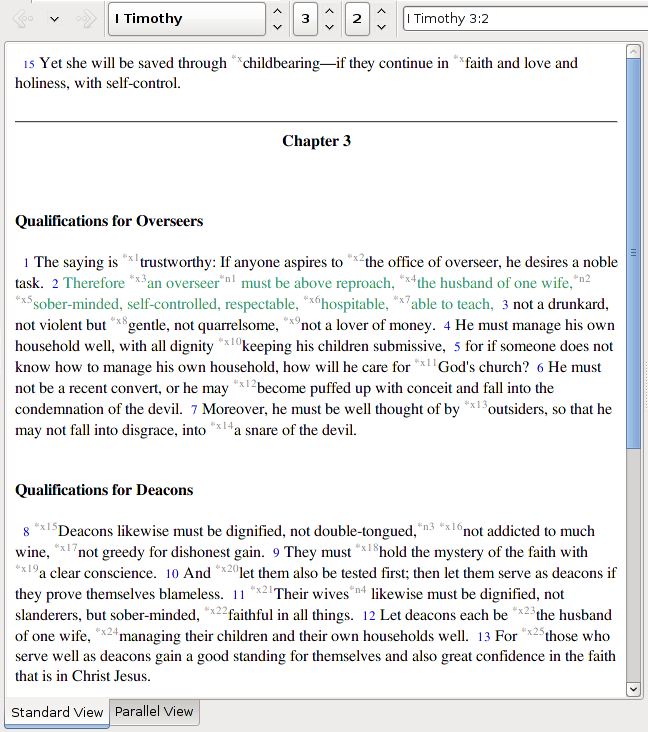 I Timothy 3 2 I Timothy 3:2
15 Yet she will be saved through *xchildbearing—if they continue in *xfaith and love and
holiness, with self-control.
Chapter 3
Qualifications for Overseers
1 The saying is *x1trustworthy: If anyone aspires to *x2the office of overseer, he desires a noble
task. 2 Therefore *x3an overseer*n1 must be above reproach, *x4the husband of one wife,*n2
*x5sober-minded, self-controlled, respectable, *x6hospitable, *x7able to teach, 3 not a drunkard,
not violent but *x8gentle, not quarrelsome, *x9not a lover of money. 4 He must manage his own
household well, with all dignity *x10keeping his children submissive, 5 for if someone does not
know how to manage his own household, how will he care for *x11God's church? 6 He must
not be a recent convert, or he may *x12become puffed up with conceit and fall into the
condemnation of the devil. 7 Moreover, he must be well thought of by *x13outsiders, so that he
may not fall into disgrace, into *x14a snare of the devil.
Qualifications for Deacons
8 *x15Deacons likewise must be dignified, not double-tongued,*n3 *x16not addicted to much
wine, *x17not greedy for dishonest gain. 9 They must *x18hold the mystery of the faith with
*x19a clear conscience. 10 And *x20let them also be tested first; then let them serve as deacons if
they prove themselves blameless. 11 *x21Their wives*n4 likewise must be dignified, not
slanderers, but sober-minded, *x22faithful in all things. 12 Let deacons each be *x23the husband
of one wife, *x24managing their children and their own households well. 13 For *x25those who
serve well as deacons gain a good standing for themselves and also great confidence in the faith
that is in Christ Jesus.
Standard View Parallel View